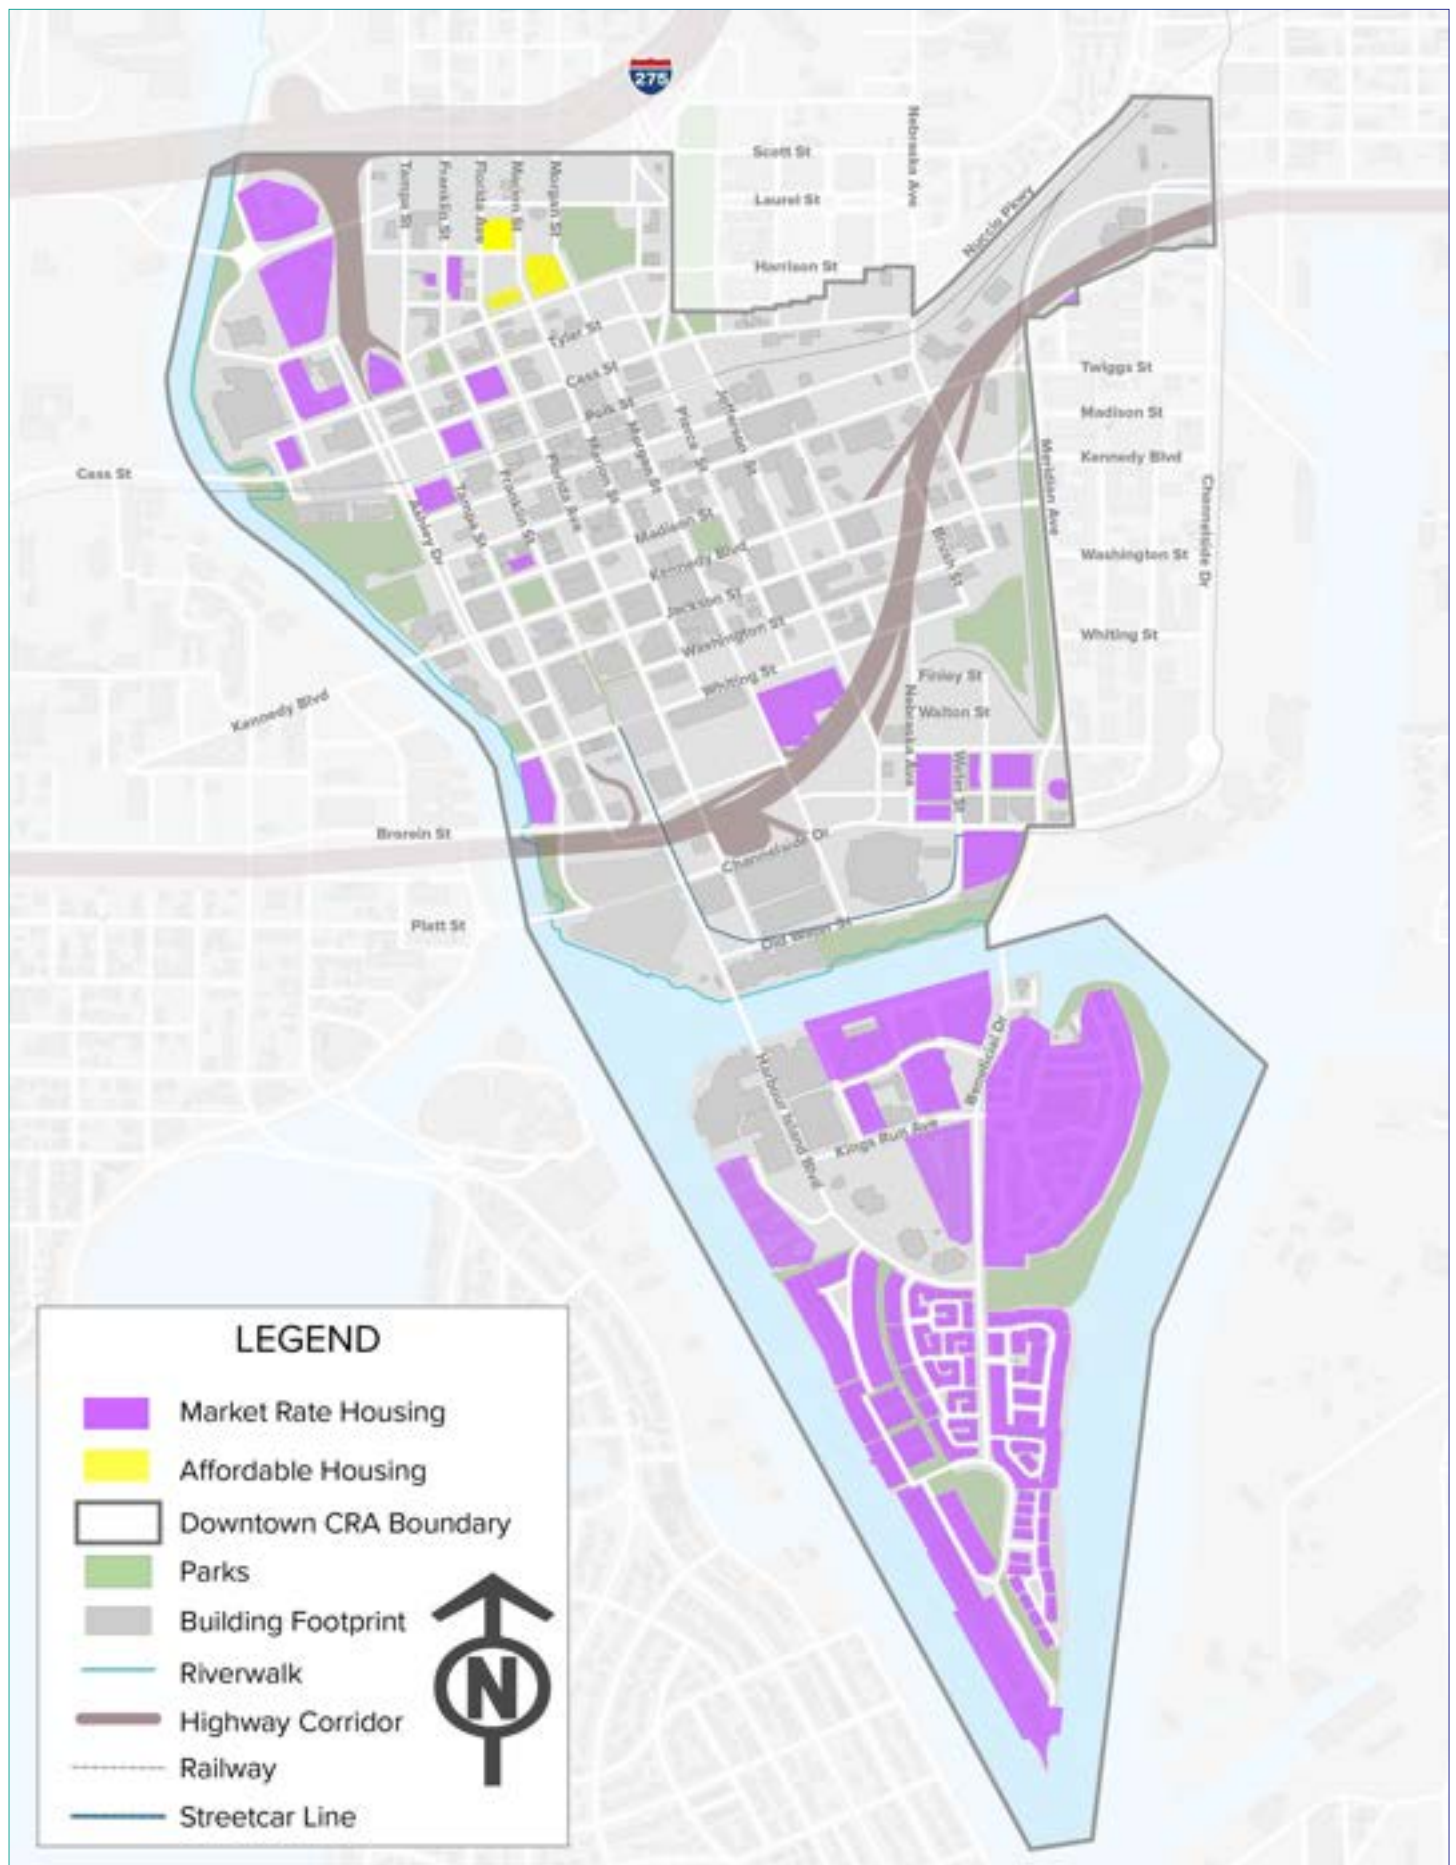 275
Scott St
Nebraska Ave
Laurel St
Nuccio Pkwy
Harrison St
Tampa St
Franklin St
Florida Ave
Marion St
Morgan St
Tyler St
Cass St
Polk St
Twiggs St
Madison St
Kennedy Blvd
Meridian Ave
Channelside Dr
Washington St
Whiting St
Cass St
Ashley Dr
Tampa St
Franklin St
Florida Ave
Marion St
Morgan St
Pierce St
Jefferson St
Madison St
Kennedy Blvd
Jackson St
Washington St
Whiting St
Brush St
Finley St
Walton St
Nebraska Ave
Water St
Kennedy Blvd
Brorein St
Channelside Dr
Platt St
Old Water St
Harbour Island Blvd
Beneficial Dr
Kings Run Ave
LEGEND
Market Rate Housing
Affordable Housing
Downtown CRA Boundary
Parks
Building Footprint
Riverwalk
Highway Corridor
Railway
Streetcar Line
N